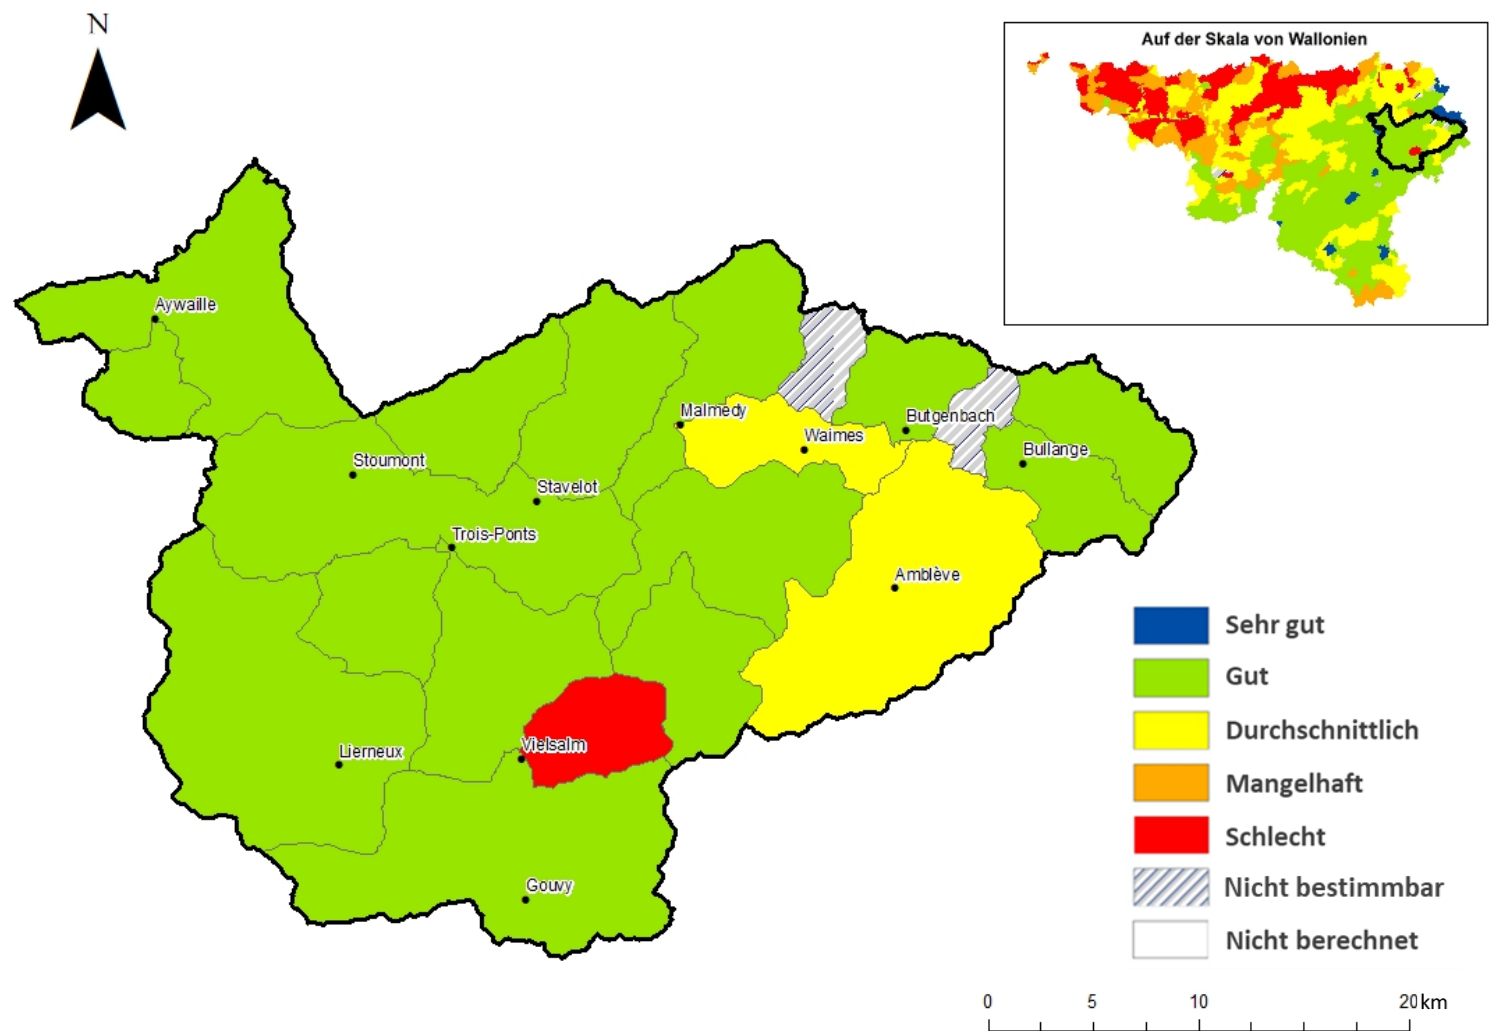 N
Auf der Skala von Wallonien
Aywaille
Malmedy
Butgenbach
Waimes
Bullange
Stoumont
Stavelot
Trois-Ponts
Amblève
Vielsalm
Lierneux
Gouvy
Sehr gut
Gut
Durchschnittlich
Mangelhaft
Schlecht
Nicht bestimmbar
Nicht berechnet
0 5 10 20 km